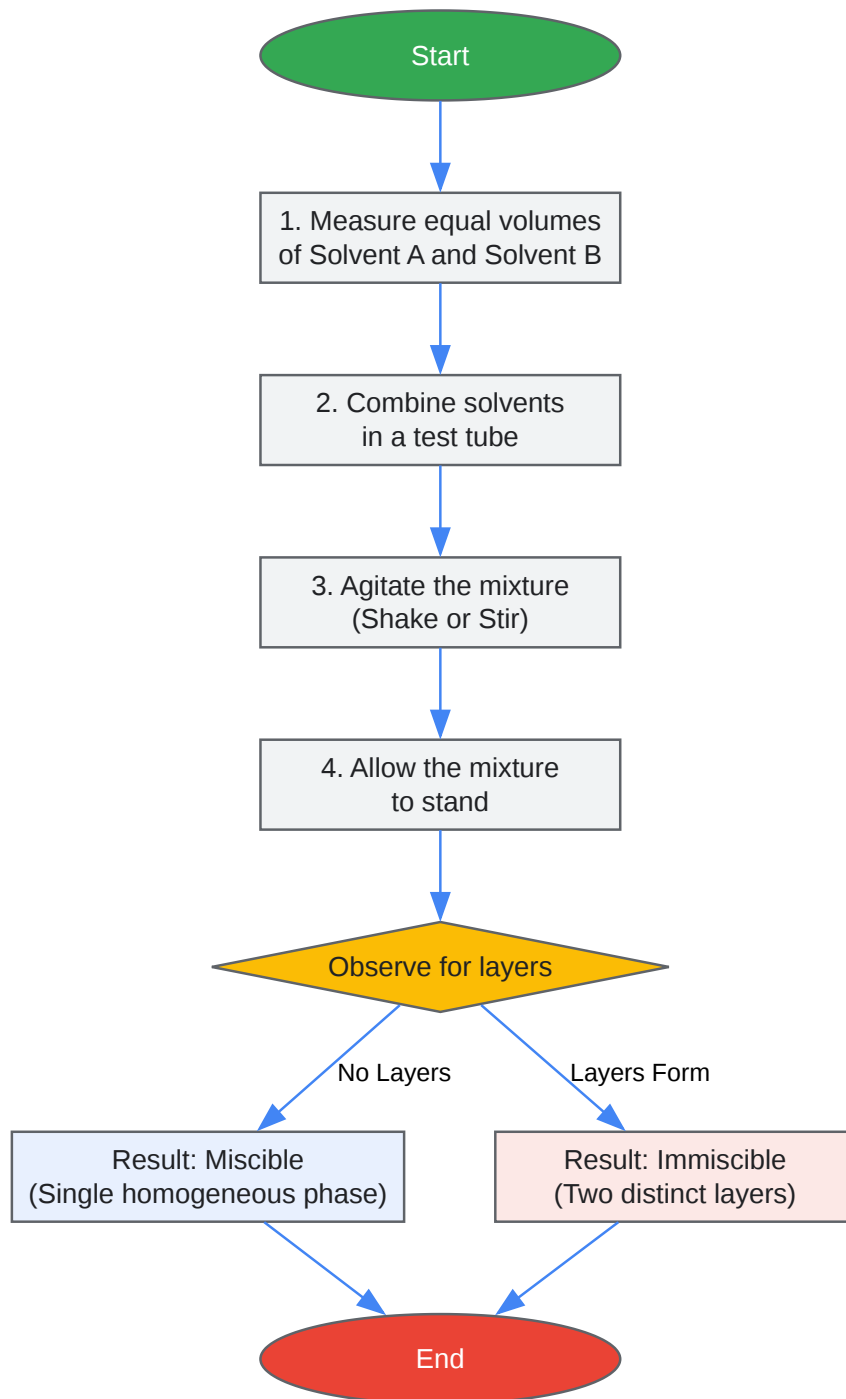 Start
1. Measure equal volumes
of Solvent A and Solvent B
2. Combine solvents
in a test tube
3. Agitate the mixture
(Shake or Stir)
4. Allow the mixture
to stand
Observe for layers
No Layers
Layers Form
Result: Miscible
(Single homogeneous phase)
Result: Immiscible
(Two distinct layers)
End